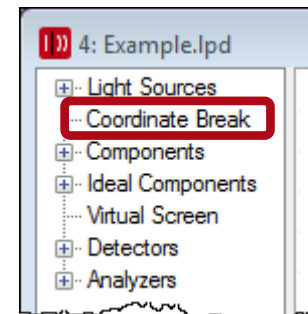 4: Example.lpd
Light Sources
Coordinate Break
Components
Ideal Components
Virtual Screen
Detectors
Analyzers